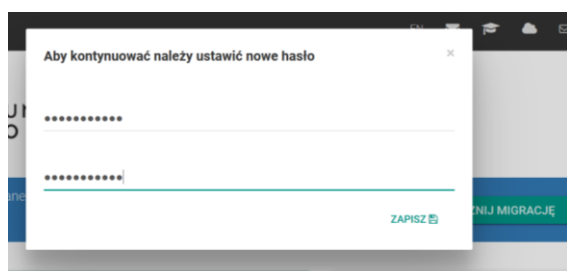 EN
Aby kontynuować należy ustawić nowe hasło
×
•••••••••••
•••••••••••
ZAPISZ
NIJ MIGRACJĘ